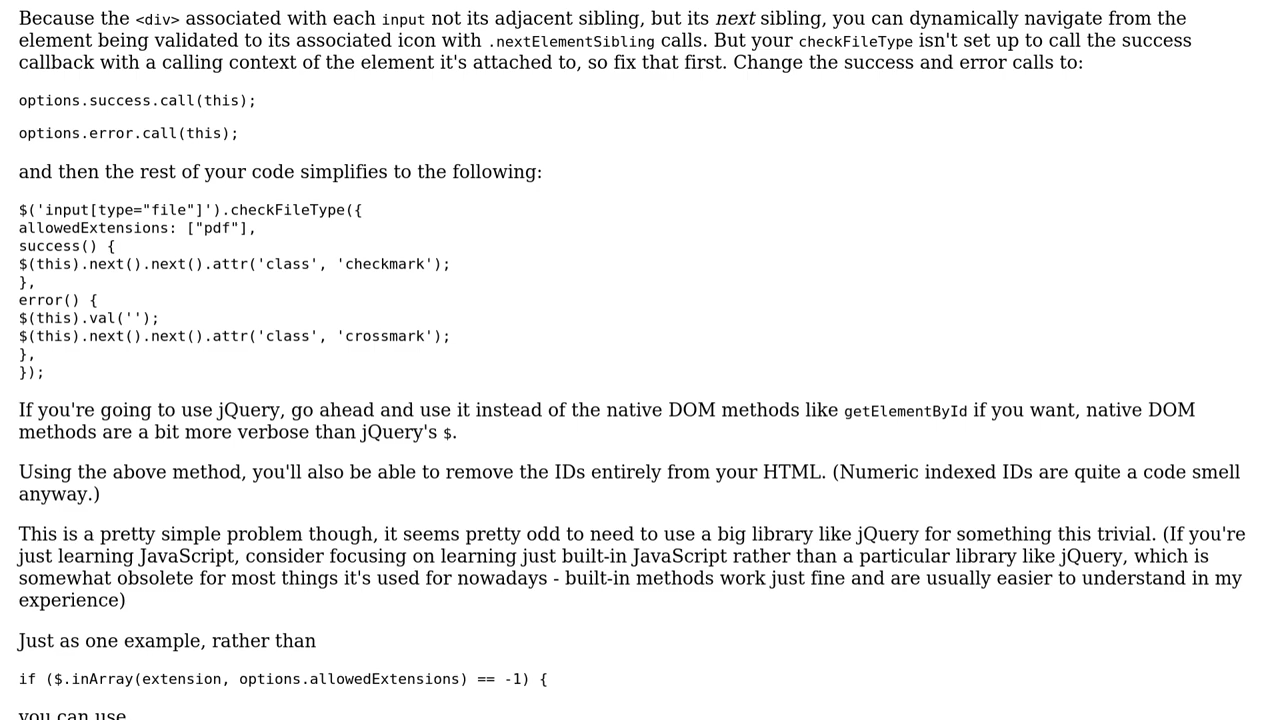 Because the <div> associated with each input not its adjacent sibling, but its next sibling, you can dynamically navigate from the
element being validated to its associated icon with .nextElementSibling calls. But your checkFileType isn't set up to call the success
callback with a calling context of the element it's attached to, so fix that first. Change the success and error calls to:
options.success.call(this);
options.error.call(this);
and then the rest of your code simplifies to the following:
$('input[type="file"]').checkFileType({
allowedExtensions: ["pdf"],
success() {
$(this).next().next().attr('class', 'checkmark');
},
error() {
$(this).val('');
$(this).next().next().attr('class', 'crossmark');
},
});
If you're going to use jQuery, go ahead and use it instead of the native DOM methods like getElementById if you want, native DOM
methods are a bit more verbose than jQuery's $.
Using the above method, you'll also be able to remove the IDs entirely from your HTML. (Numeric indexed IDs are quite a code smell
anyway.)
This is a pretty simple problem though, it seems pretty odd to need to use a big library like jQuery for something this trivial. (If you're
just learning JavaScript, consider focusing on learning just built-in JavaScript rather than a particular library like jQuery, which is
somewhat obsolete for most things it's used for nowadays - built-in methods work just fine and are usually easier to understand in my
experience)
Just as one example, rather than
if ($.inArray(extension, options.allowedExtensions) == -1) {
you can use